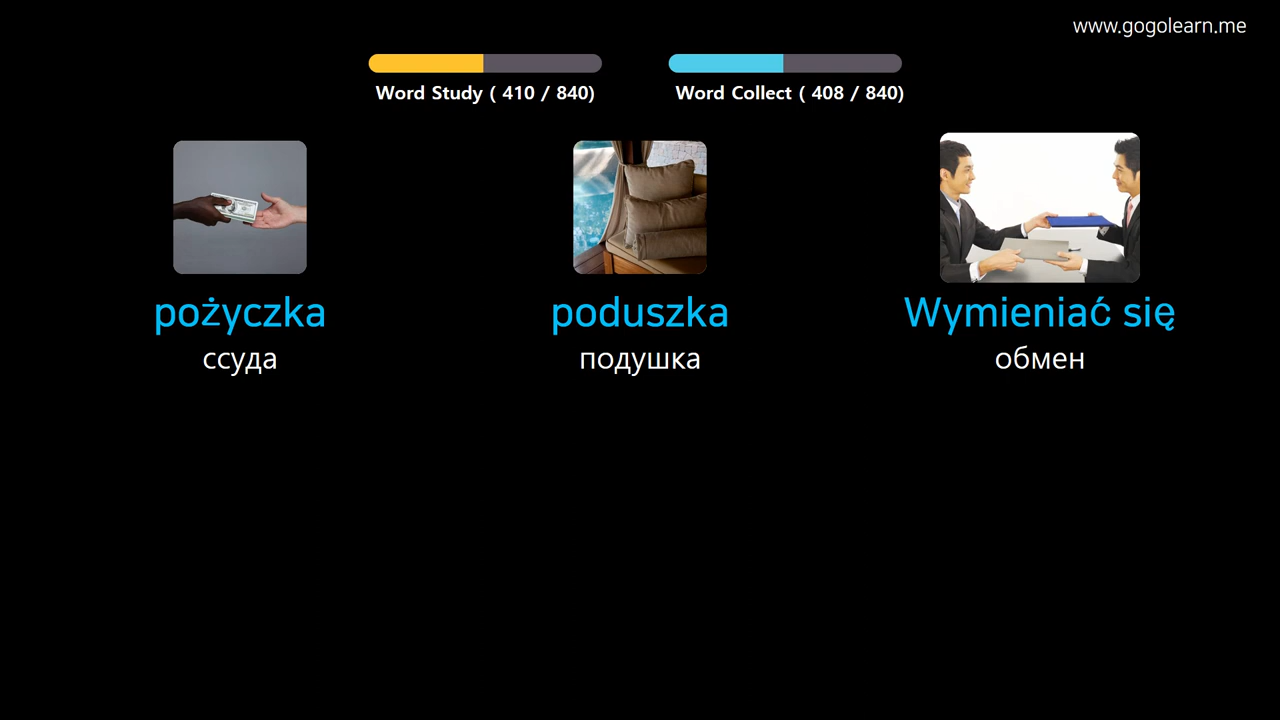 www.gogolearn.me
Word Study ( 410 / 840)
Word Collect ( 408 / 840)
pożyczka
ссуда
poduszka
подушка
Wymieniać się
обмен